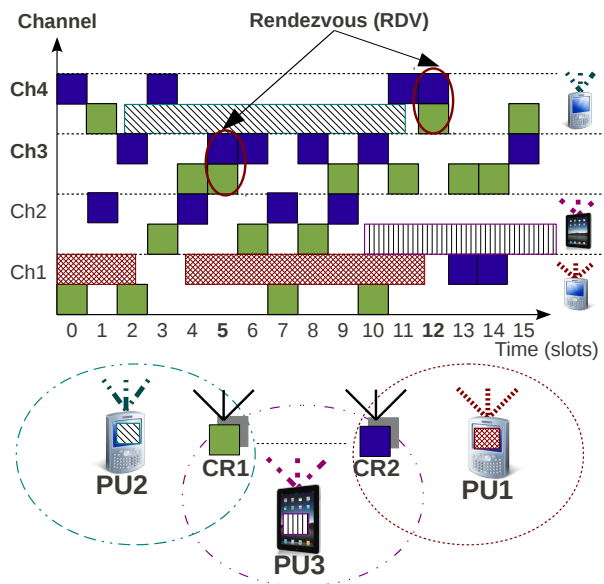 Channel
Rendezvous (RDV)
Ch4
Ch3
Ch2
Ch1
0 1 2 3 4 5 6 7 8 9 10 11 12 13 14 15
Time (slots)
CR1
CR2
PU2
PU1
PU3